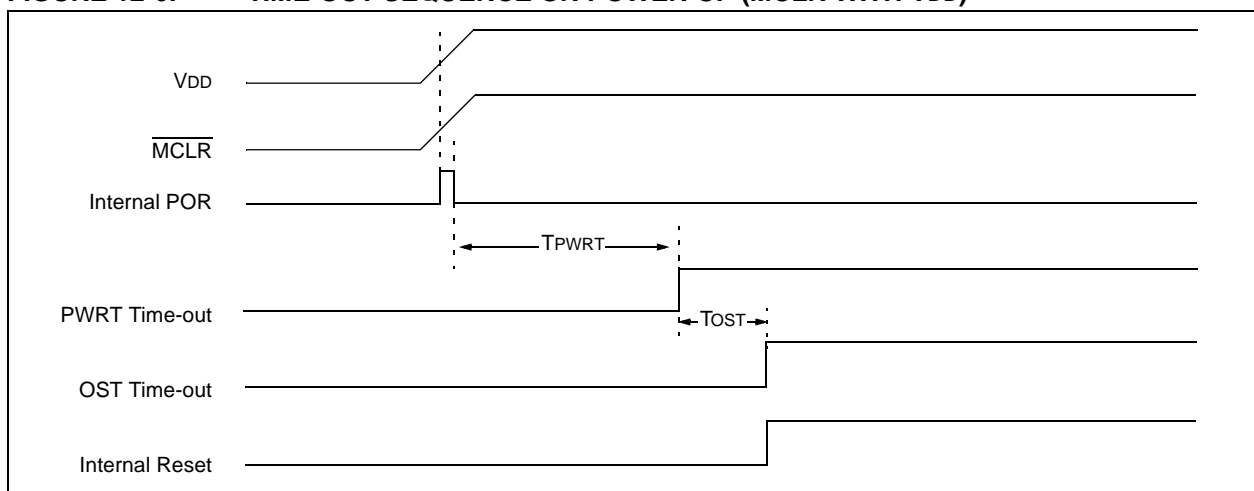 VDD
MCLR
Internal POR
TPWRT
PWRT Time-out
TOST
OST Time-out
Internal Reset